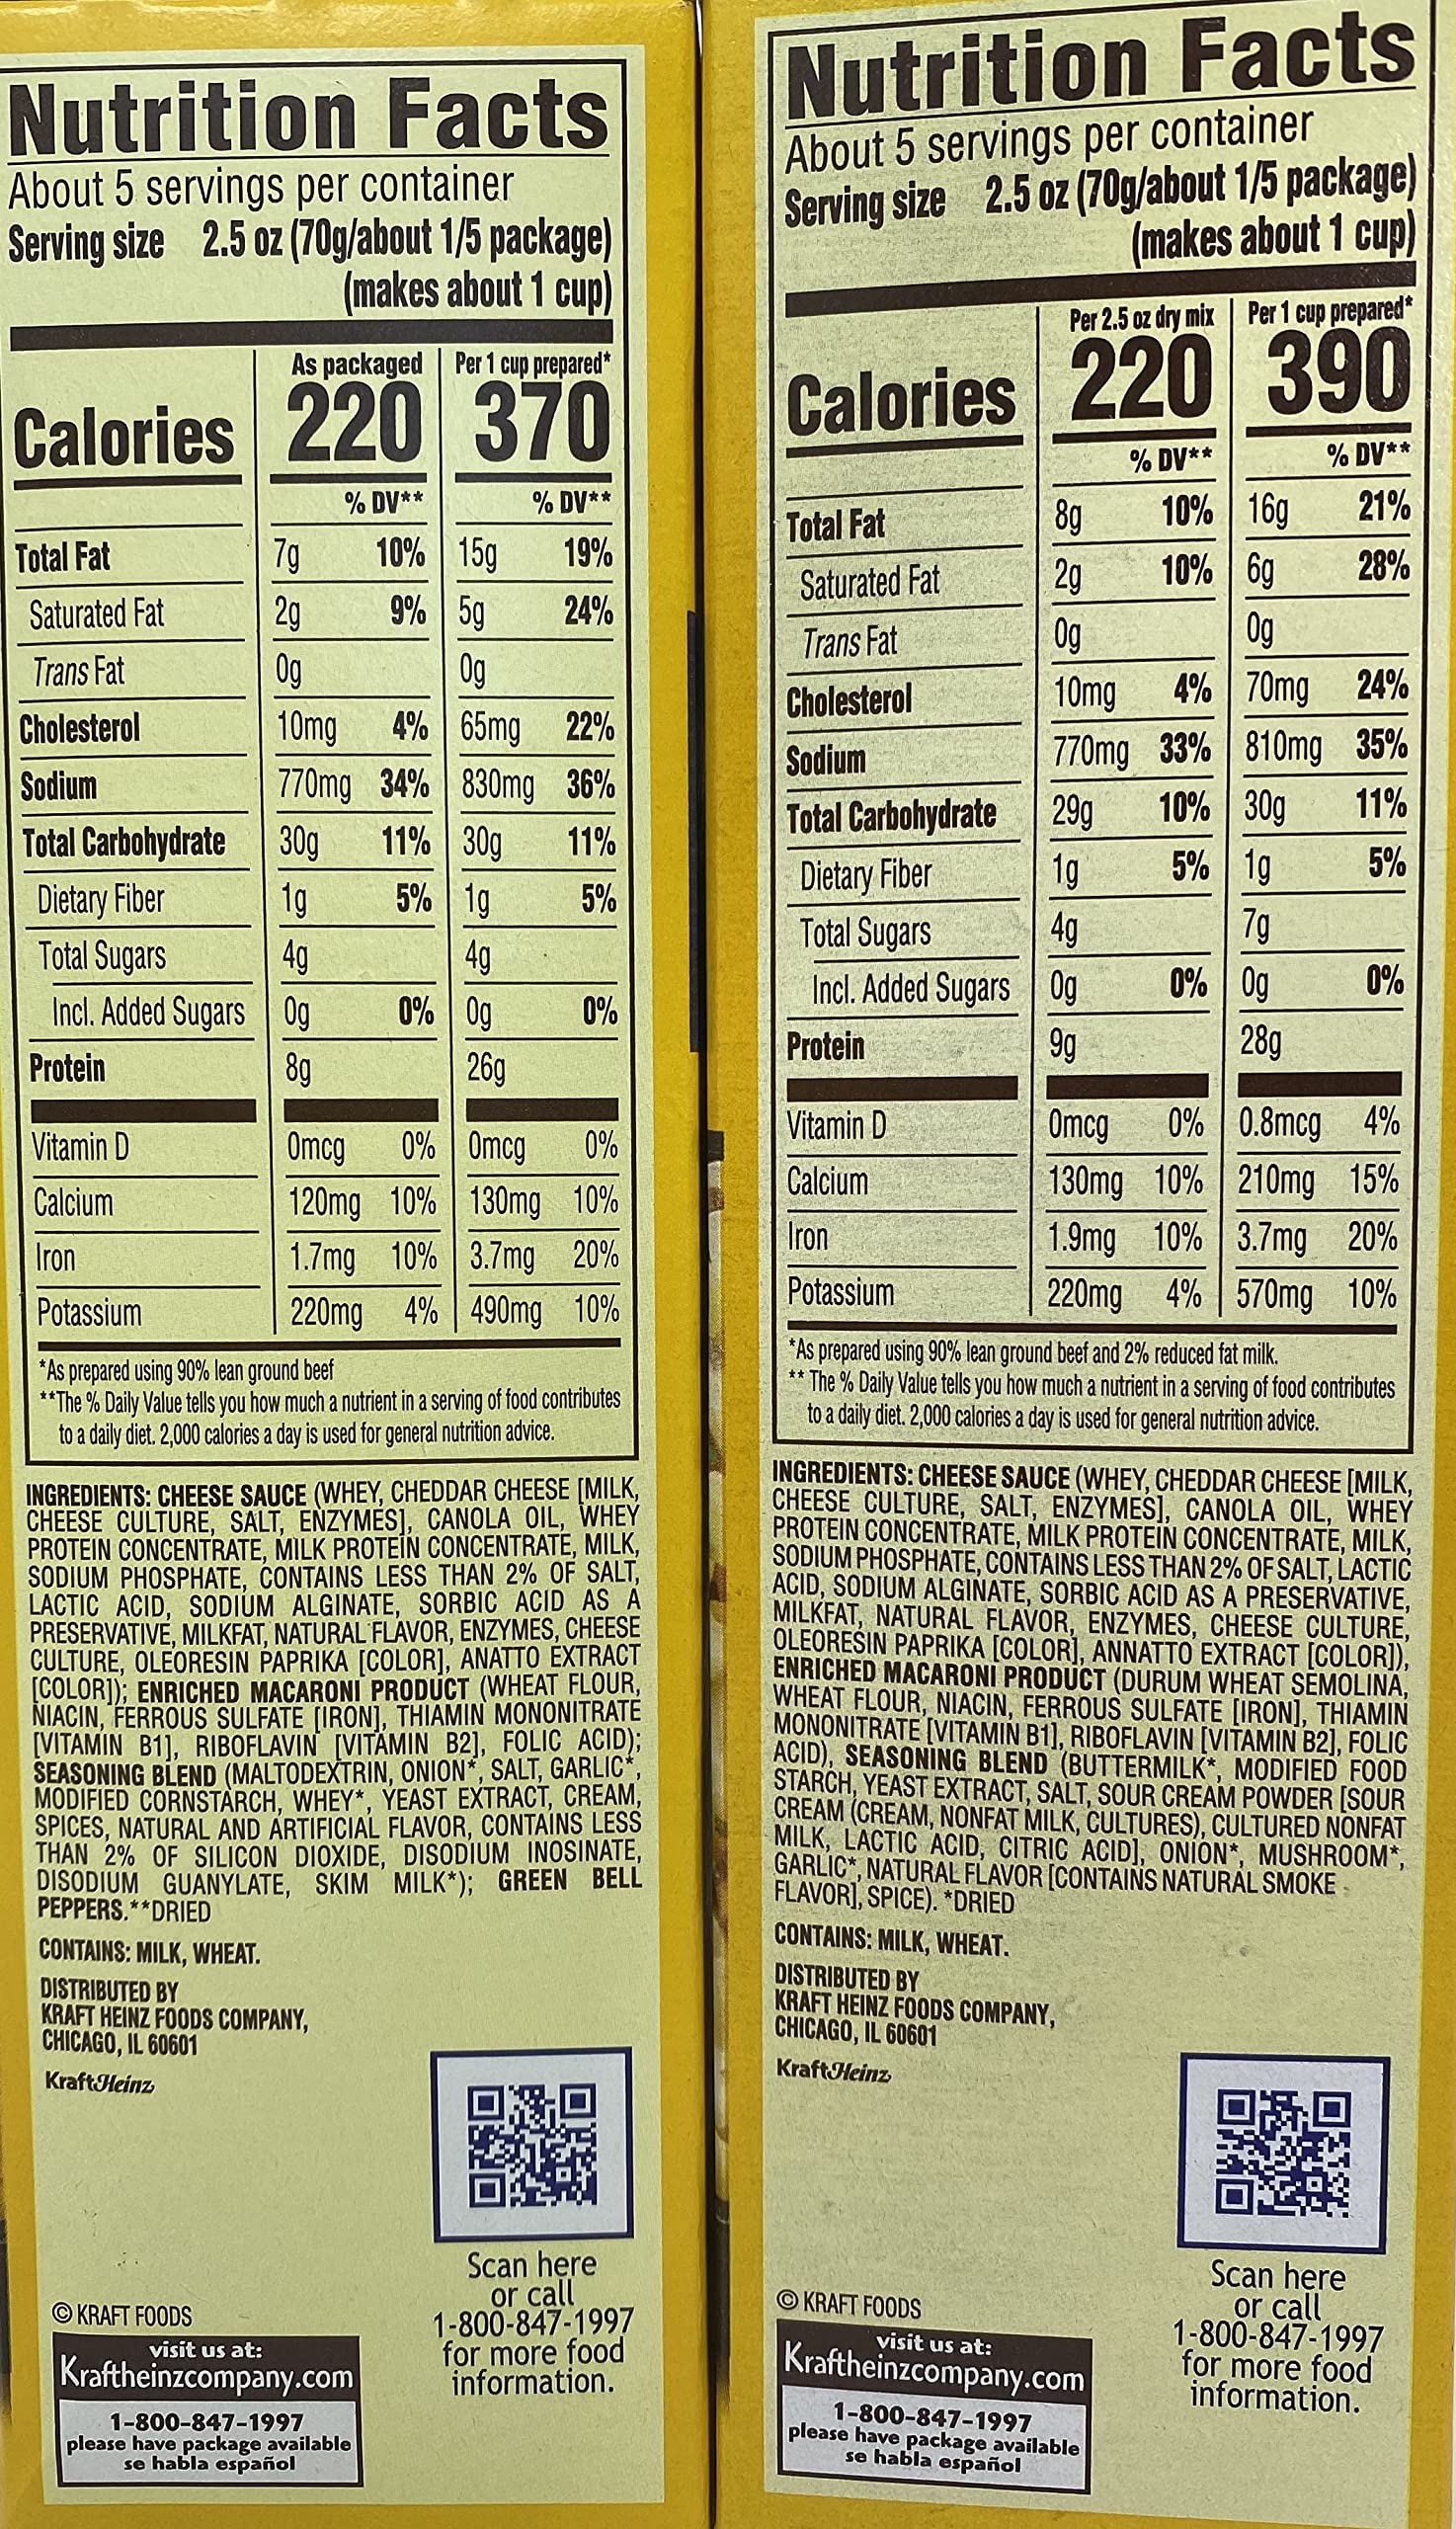 Nutrition Facts
About 5 servings per container
Serving size 2.5 oz (70g/about 1/5 package)
(makes about 1 cup)
As packaged Per 1 cup prepared*
Calories 220 370
% DV** % DV**
Total Fat 7g 10% 15g 19%
Saturated Fat 2g 9% 5g 24%
Trans Fat 0g 0g
Cholesterol 10mg 4% 65mg 22%
Sodium 770mg 34% 830mg 36%
Total Carbohydrate 30g 11% 30g 11%
Dietary Fiber 1g 5% 1g 5%
Total Sugars 4g 4g
Incl. Added Sugars 0g 0% 0g 0%
Protein 8g 26g
Vitamin D 0mcg 0% 0mcg 0%
Calcium 120mg 10% 130mg 10%
Iron 1.7mg 10% 3.7mg 20%
Potassium 220mg 4% 490mg 10%
*As prepared using 90% lean ground beef
**The % Daily Value tells you how much a nutrient in a serving of food contributes
to a daily diet. 2,000 calories a day is used for general nutrition advice.
INGREDIENTS: CHEESE SAUCE (WHEY, CHEDDAR CHEESE [MILK,
CHEESE CULTURE, SALT, ENZYMES], CANOLA OIL, WHEY
PROTEIN CONCENTRATE, MILK PROTEIN CONCENTRATE, MILK,
SODIUM PHOSPHATE, CONTAINS LESS THAN 2% OF SALT,
LACTIC ACID, SODIUM ALGINATE, SORBIC ACID AS A
PRESERVATIVE, MILKFAT, NATURAL FLAVOR, ENZYMES, CHEESE
CULTURE, OLEORESIN PAPRIKA [COLOR], ANATTO EXTRACT
[COLOR]); ENRICHED MACARONI PRODUCT (WHEAT FLOUR,
NIACIN, FERROUS SULFATE [IRON], THIAMIN MONONITRATE
[VITAMIN B1], RIBOFLAVIN [VITAMIN B2], FOLIC ACID);
SEASONING BLEND (MALTODEXTRIN, ONION*, SALT, GARLIC*,
MODIFIED CORNSTARCH, WHEY*, YEAST EXTRACT, CREAM,
SPICES, NATURAL AND ARTIFICIAL FLAVOR, CONTAINS LESS
THAN 2% OF SILICON DIOXIDE, DISODIUM INOSINATE,
DISODIUM GUANYLATE, SKIM MILK*); GREEN BELL
PEPPERS.**DRIED
CONTAINS: MILK, WHEAT.
DISTRIBUTED BY
KRAFT HEINZ FOODS COMPANY,
CHICAGO, IL 60601
KraftHeinz
Scan here
or call
1-800-847-1997
for more food
information.
© KRAFT FOODS
visit us at:
Kraftheinzcompany.com
1-800-847-1997
please have package available
se habla español
Nutrition Facts
About 5 servings per container
Serving size 2.5 oz (70g/about 1/5 package)
(makes about 1 cup)
Per 2.5 oz dry mix Per 1 cup prepared*
Calories 220 390
% DV** % DV**
Total Fat 8g 10% 16g 21%
Saturated Fat 2g 10% 6g 28%
Trans Fat 0g 0g
Cholesterol 10mg 4% 70mg 24%
Sodium 770mg 33% 810mg 35%
Total Carbohydrate 29g 10% 30g 11%
Dietary Fiber 1g 5% 1g 5%
Total Sugars 4g 7g
Incl. Added Sugars 0g 0% 0g 0%
Protein 9g 28g
Vitamin D 0mcg 0% 0.8mcg 4%
Calcium 130mg 10% 210mg 15%
Iron 1.9mg 10% 3.7mg 20%
Potassium 220mg 4% 570mg 10%
*As prepared using 90% lean ground beef and 2% reduced fat milk.
** The % Daily Value tells you how much a nutrient in a serving of food contributes
to a daily diet. 2,000 calories a day is used for general nutrition advice.
INGREDIENTS: CHEESE SAUCE (WHEY, CHEDDAR CHEESE [MILK,
CHEESE CULTURE, SALT, ENZYMES], CANOLA OIL, WHEY
PROTEIN CONCENTRATE, MILK PROTEIN CONCENTRATE, MILK,
SODIUM PHOSPHATE, CONTAINS LESS THAN 2% OF SALT, LACTIC
ACID, SODIUM ALGINATE, SORBIC ACID AS A PRESERVATIVE,
MILKFAT, NATURAL FLAVOR, ENZYMES, CHEESE CULTURE,
OLEORESIN PAPRIKA [COLOR], ANNATTO EXTRACT [COLOR]),
ENRICHED MACARONI PRODUCT (DURUM WHEAT SEMOLINA,
WHEAT FLOUR, NIACIN, FERROUS SULFATE [IRON], THIAMIN
MONONITRATE [VITAMIN B1], RIBOFLAVIN [VITAMIN B2], FOLIC
ACID), SEASONING BLEND (BUTTERMILK*, MODIFIED FOOD
STARCH, YEAST EXTRACT, SALT, SOUR CREAM POWDER [SOUR
CREAM (CREAM, NONFAT MILK, CULTURES), CULTURED NONFAT
MILK, LACTIC ACID, CITRIC ACID], ONION*, MUSHROOM*,
GARLIC*, NATURAL FLAVOR [CONTAINS NATURAL SMOKE
FLAVOR], SPICE). *DRIED
CONTAINS: MILK, WHEAT.
DISTRIBUTED BY
KRAFT HEINZ FOODS COMPANY,
CHICAGO, IL 60601
KraftHeinz
Scan here
or call
1-800-847-1997
for more food
information.
© KRAFT FOODS
visit us at:
Kraftheinzcompany.com
1-800-847-1997
please have package available
se habla español